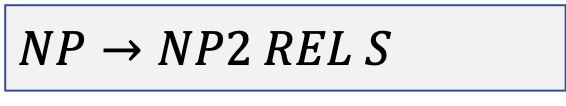 NP → NP2 REL S